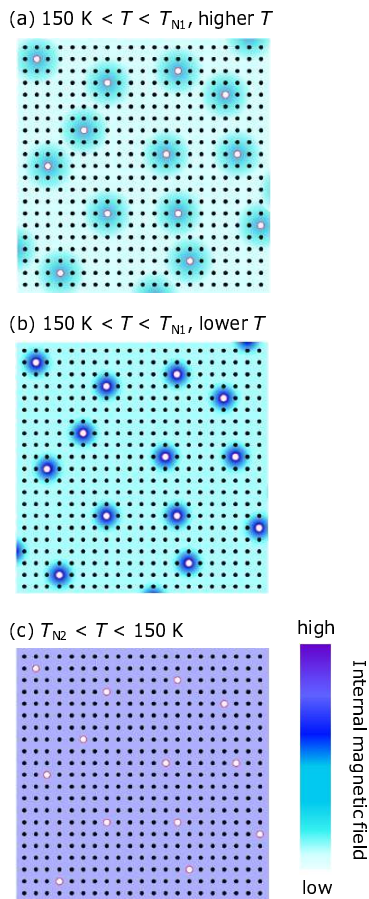 (a) 150 K < T < TN1, higher T
(b) 150 K < T < TN1, lower T
(c) TN2 < T < 150 K
high
Internal magnetic field
low